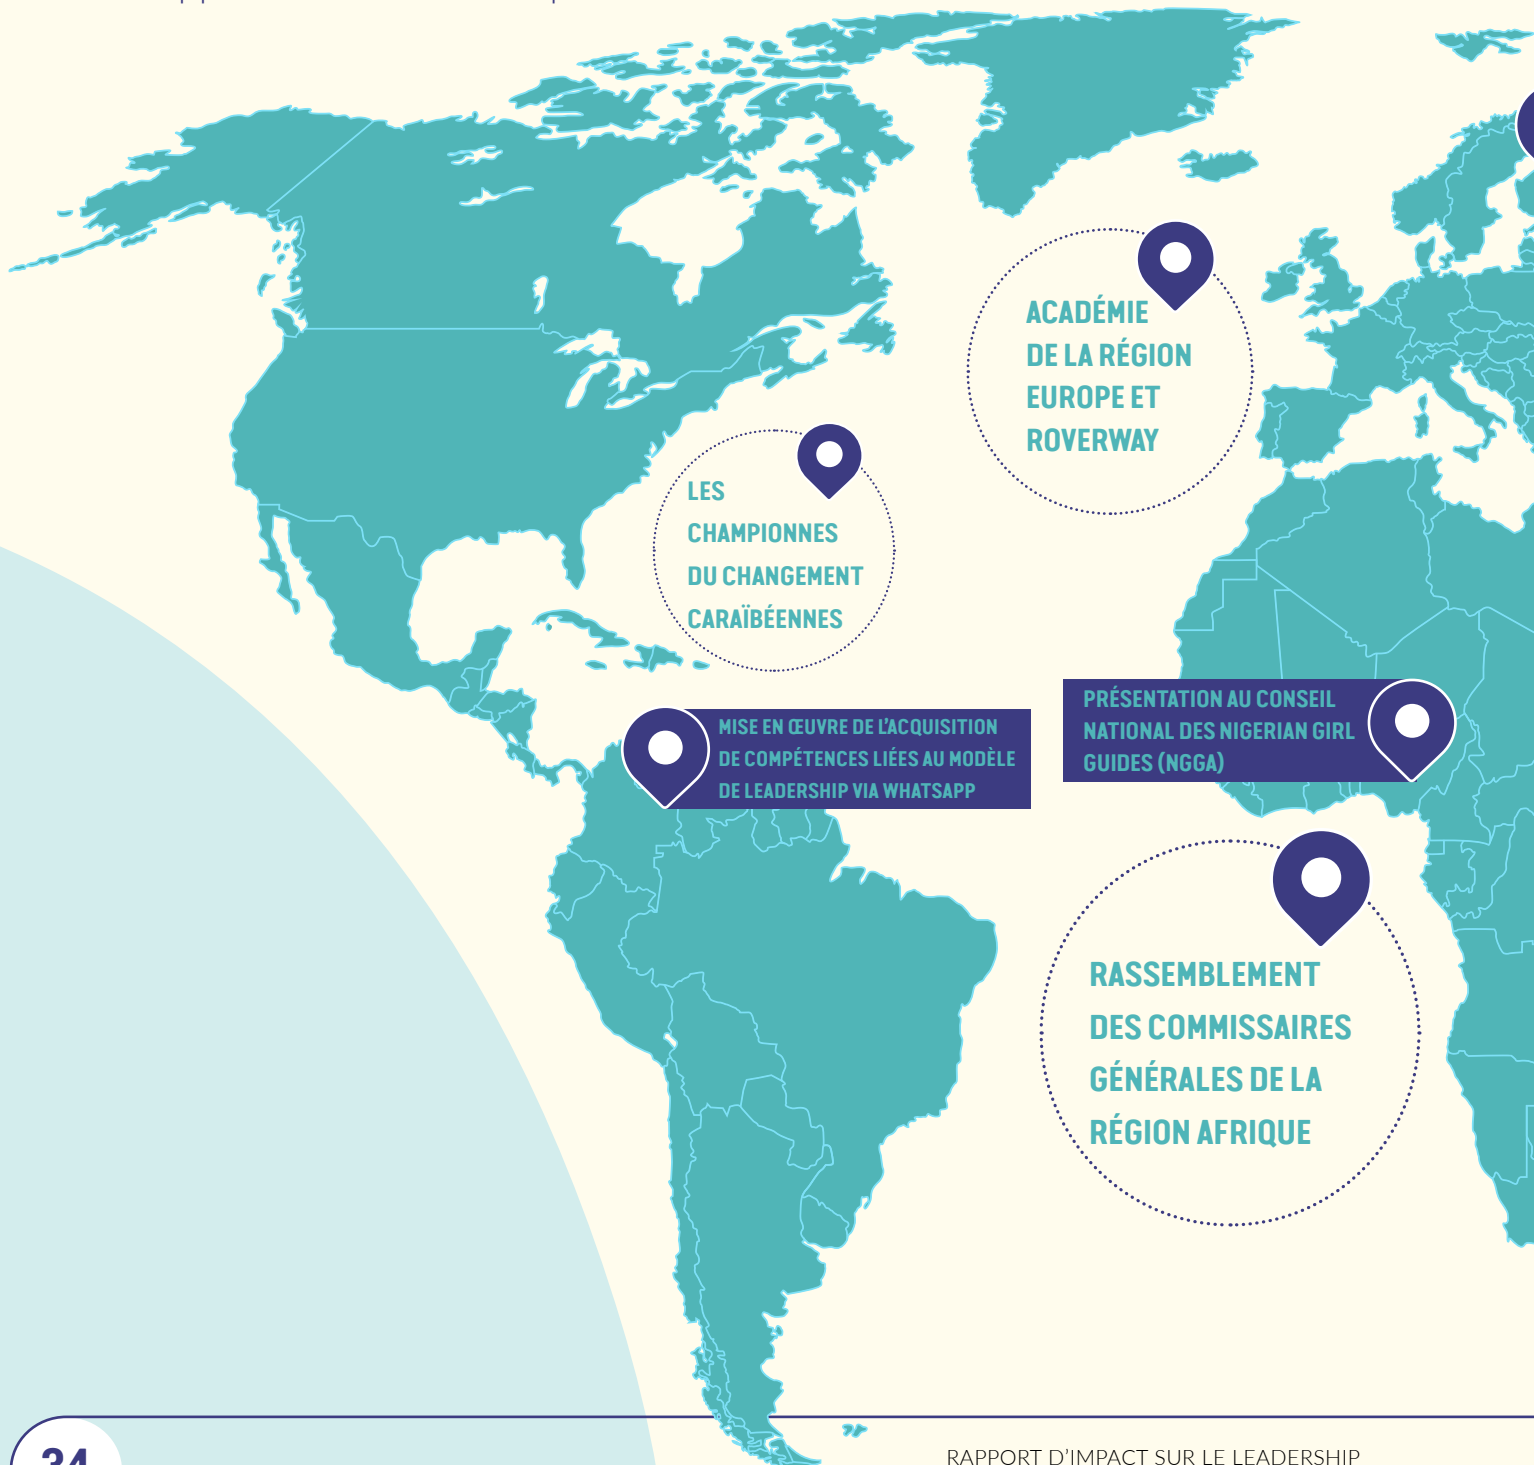 ACADÉMIE
DE LA RÉGION
EUROPE ET
ROVERWAY
LES
CHAMPIONNES
DU CHANGEMENT
CARAÏBÉENNES
MISE EN ŒUVRE DE L'ACQUISITION
DE COMPÉTENCES LIÉES AU MODÈLE
DE LEADERSHIP VIA WHATSAPP
PRÉSENTATION AU CONSEIL
NATIONAL DES NIGERIAN GIRL
GUIDES (NGGA)
RASSEMBLEMENT
DES COMMISSAIRES
GÉNÉRALES DE LA
RÉGION AFRIQUE
34
RAPPORT D'IMPACT SUR LE LEADERSHIP